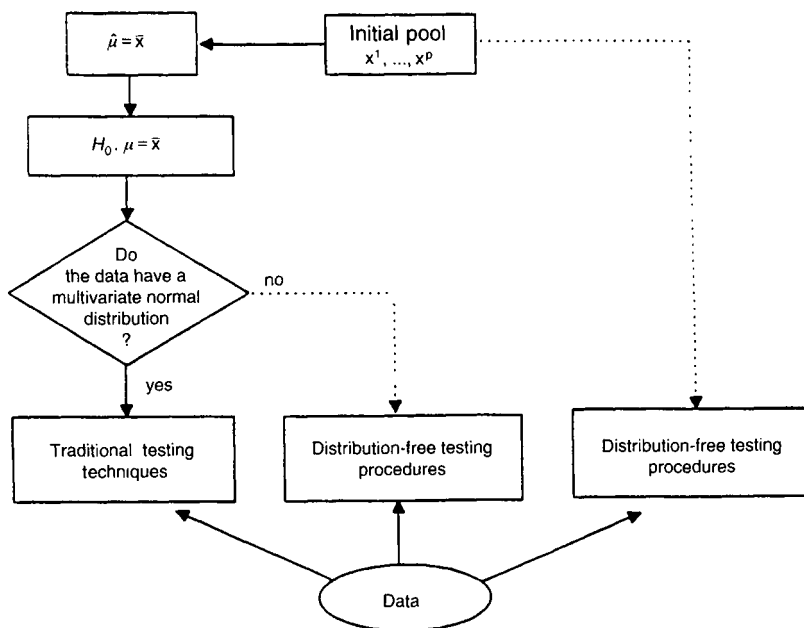 μ̂ = x̄
Initial pool
x¹, ..., xᵖ
H₀. μ = x̄
Do
the data have a
multivariate normal
distribution
?
no
yes
Traditional testing
techniques
Distribution-free testing
procedures
Distribution-free testing
procedures
Data